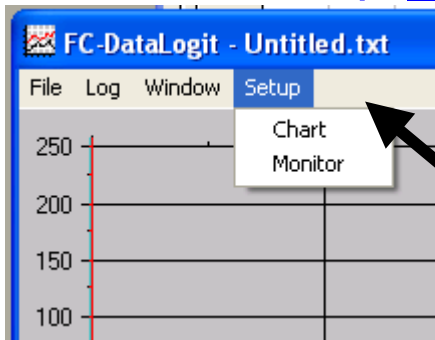 FC-DataLogit - Untitled.txt
File Log Window Setup
Chart
Monitor
250
200
150
100